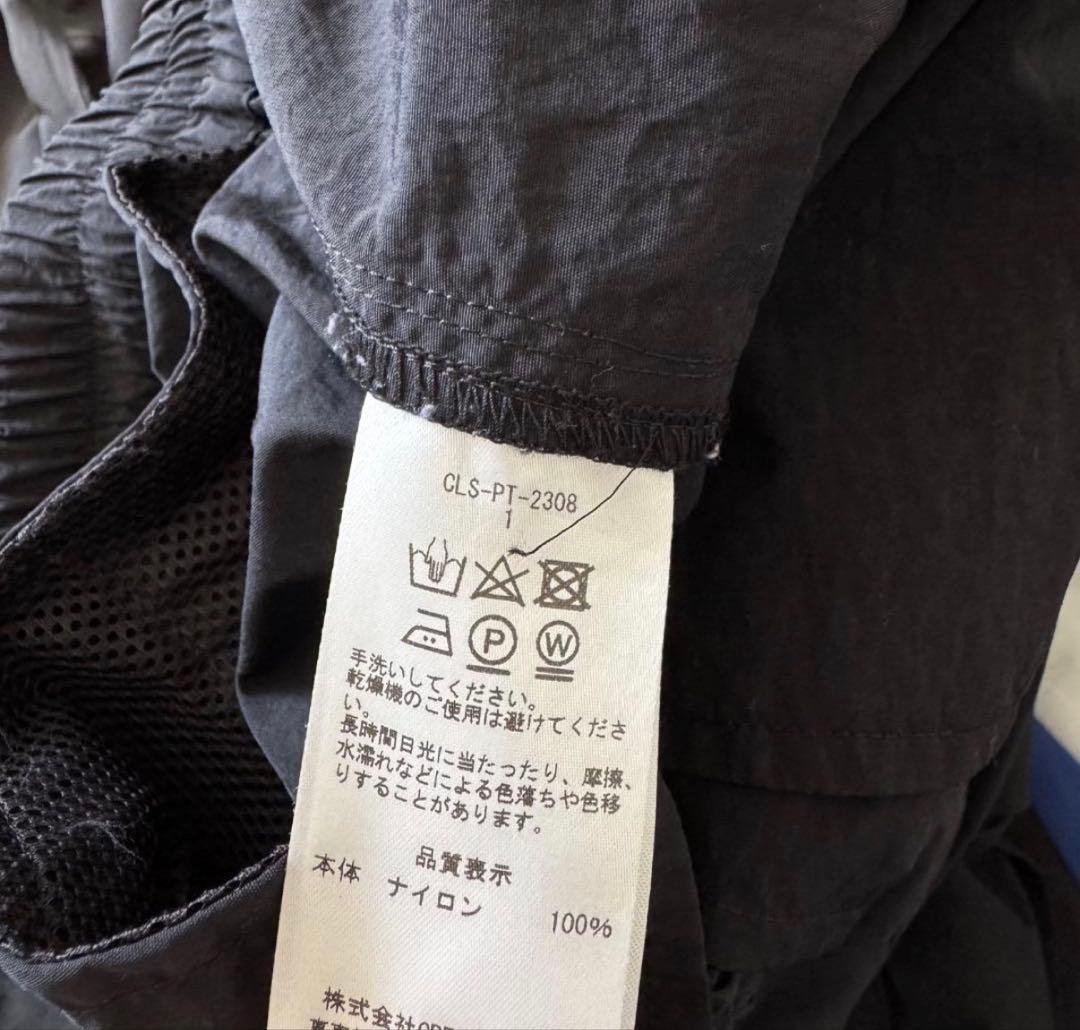 CLS-PT-2308
1
P W
手洗いしてください。
乾燥機のご使用は避けてくださ
い。
長時間日光に当たったり、摩擦、
水濡れなどによる色落ちや色移
りすることがあります。
品質表示
本体 ナイロン 100%
株式会社